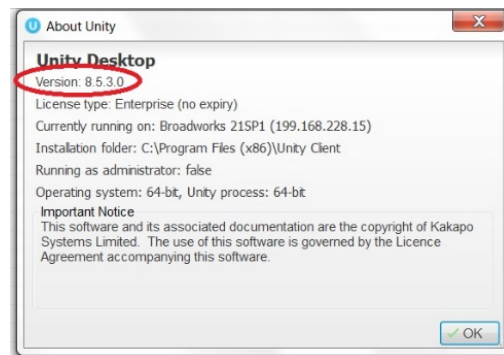 About Unity
Unity Desktop
Version: 8.5.3.0
License type: Enterprise (no expiry)
Currently running on: Broadworks 21SP1 (199.168.228.15)
Installation folder: C:\Program Files (x86)\Unity Client
Running as administrator: false
Operating system: 64-bit, Unity process: 64-bit
Important Notice
This software and its associated documentation are the copyright of Kakapo
Systems Limited. The use of this software is governed by the Licence
Agreement accompanying this software.
OK